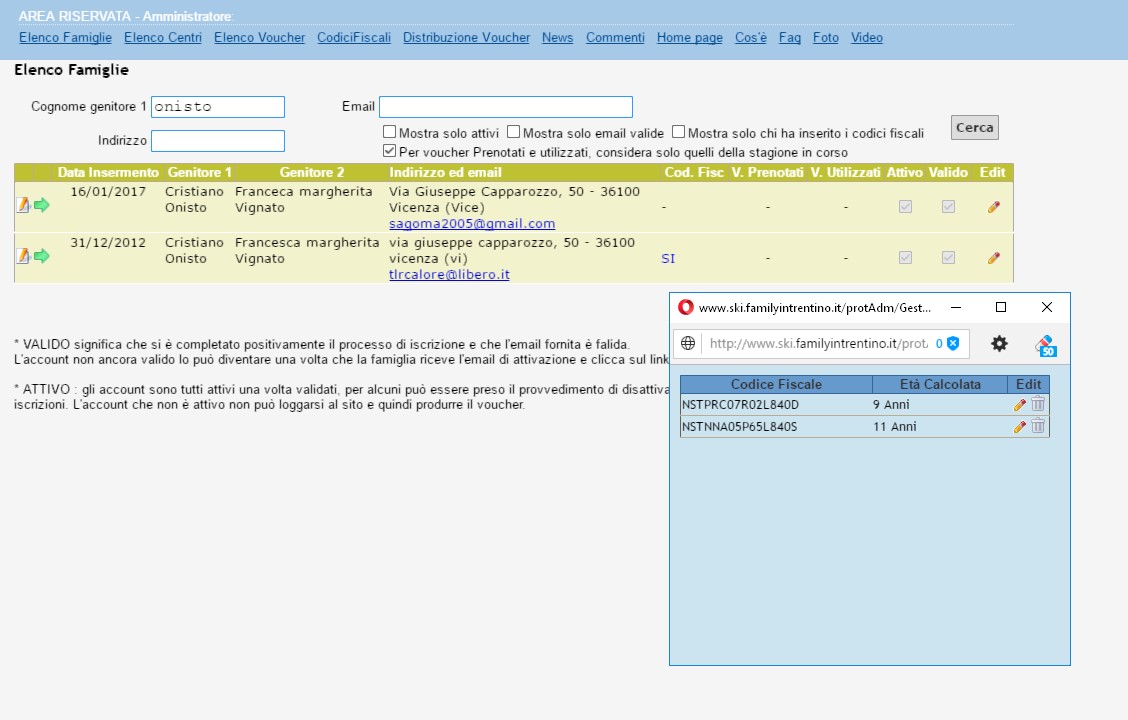 AREA RISERVATA - Amministratore:
Elenco Famiglie Elenco Centri Elenco Voucher CodiciFiscali Distribuzione Voucher News Commenti Home page Cos'è Faq Foto Video
Elenco Famiglie
Cognome genitore 1 onisto Email
Indirizzo Mostra solo attivi Mostra solo email valide Mostra solo chi ha inserito i codici fiscali Cerca
Per voucher Prenotati e utilizzati, considera solo quelli della stagione in corso
Data Insermento Genitore 1 Genitore 2 Indirizzo ed email Cod. Fisc V. Prenotati V. Utilizzati Attivo Valido Edit
16/01/2017 Cristiano Franceca margherita Via Giuseppe Capparozzo, 50 - 36100
Onisto Vignato Vicenza (Vice) - - -
sagoma2005@gmail.com
31/12/2012 Cristiano Francesca margherita via giuseppe capparozzo, 50 - 36100
Onisto Vignato vicenza (vi) SI - -
tlrcalore@libero.it
* VALIDO significa che si è completato positivamente il processo di iscrizione e che l'email fornita è falida.
L'account non ancora valido lo può diventare una volta che la famiglia riceve l'email di attivazione e clicca sul link
* ATTIVO : gli account sono tutti attivi una volta validati, per alcuni può essere preso il provvedimento di disattiva
iscrizioni. L'account che non è attivo non può loggarsi al sito e quindi produrre il voucher.
www.ski.familyintrentino.it/protAdm/Gest...
http://www.ski.familyintrentino.it/prot 0 50
Codice Fiscale Età Calcolata Edit
NSTPRC07R02L840D 9 Anni
NSTNNA05P65L840S 11 Anni